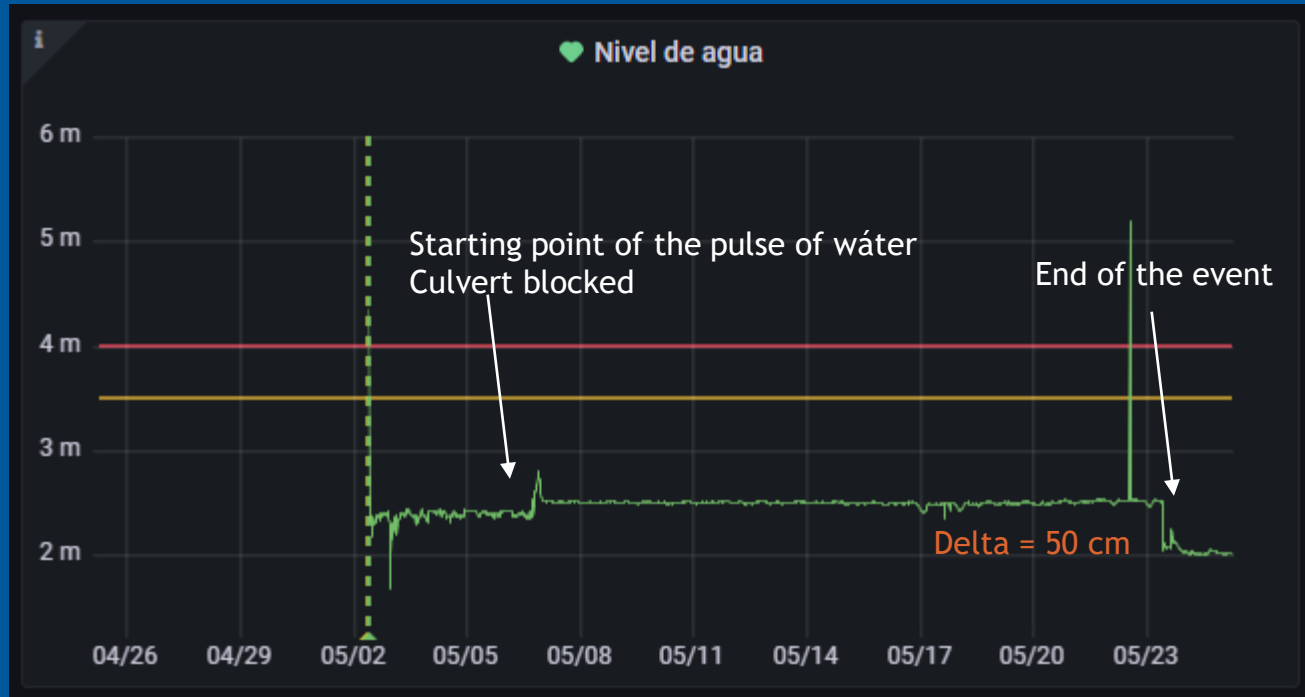 i
Nivel de agua
6 m
5 m
4 m
3 m
2 m
Starting point of the pulse of wáter
Culvert blocked
End of the event
Delta = 50 cm
04/26 04/29 05/02 05/05 05/08 05/11 05/14 05/17 05/20 05/23